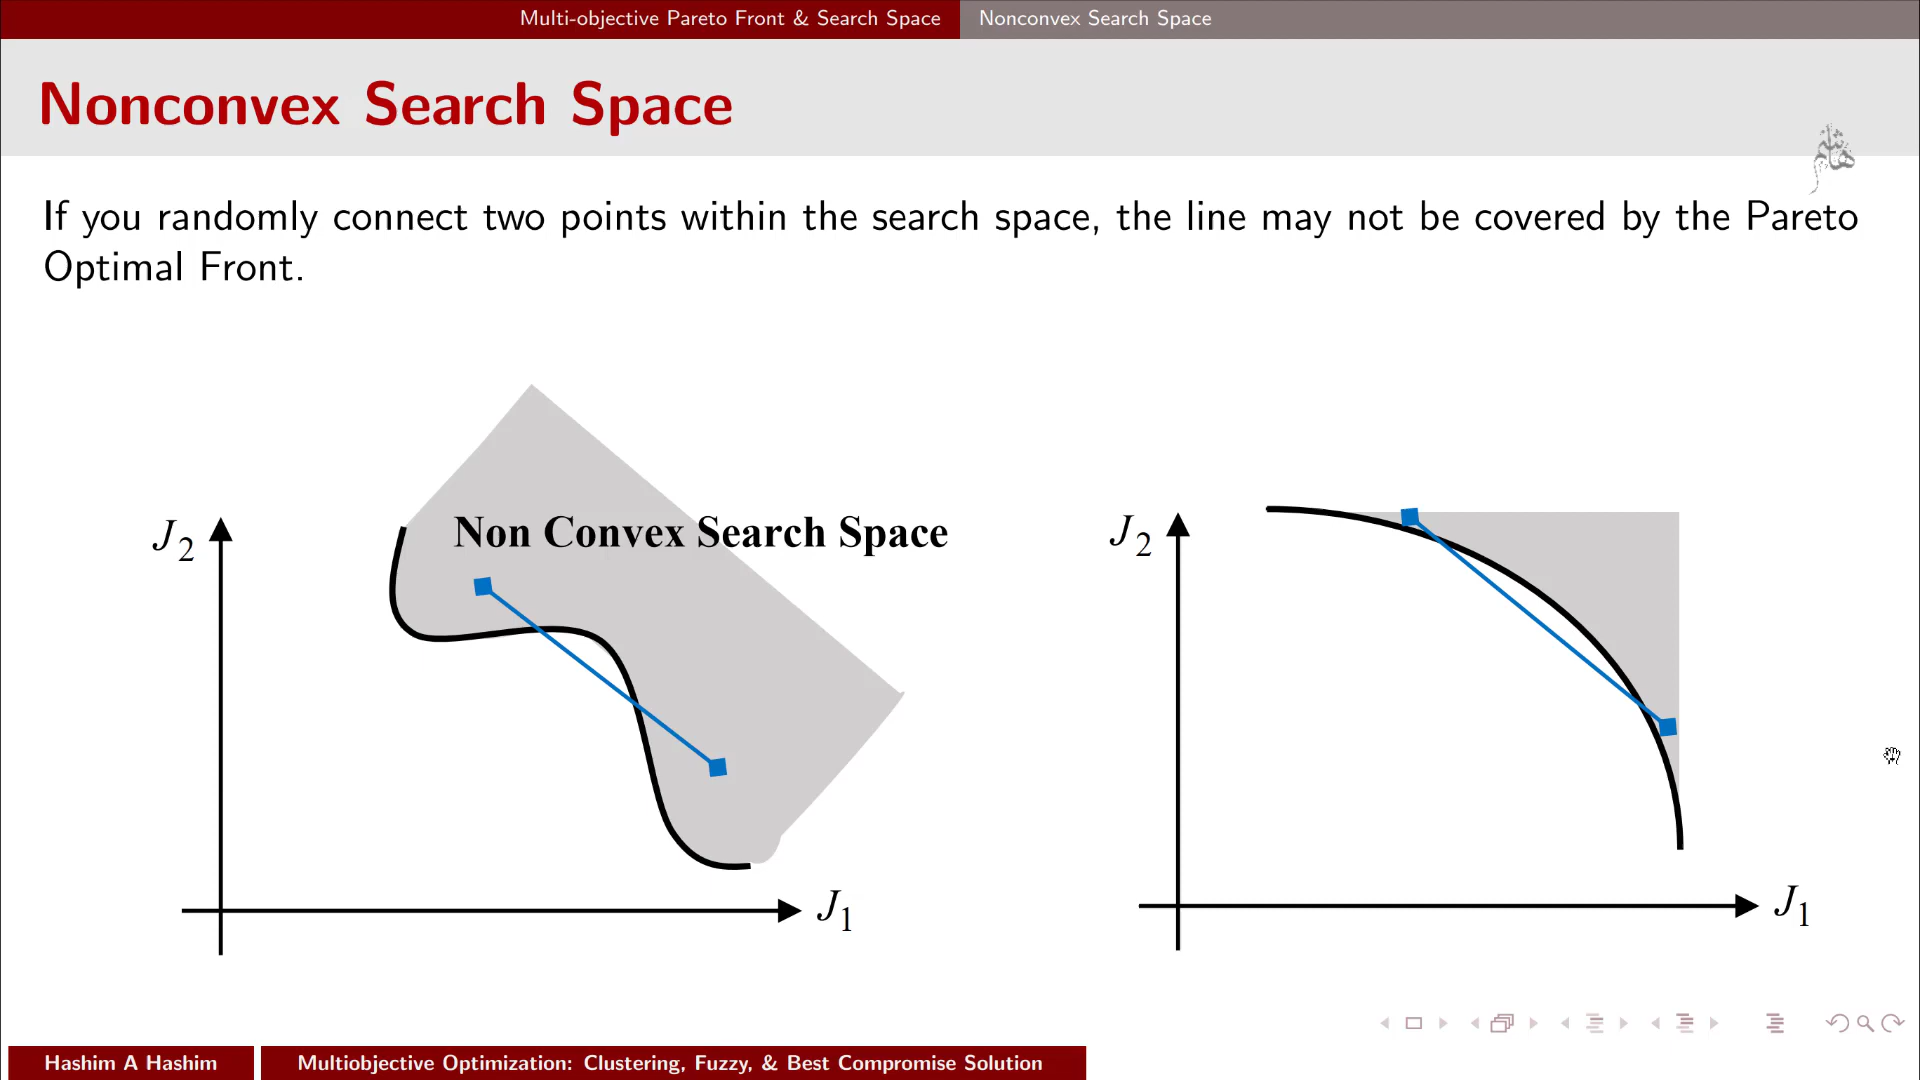 Multi-objective Pareto Front & Search Space
Nonconvex Search Space
Nonconvex Search Space
هاشم
If you randomly connect two points within the search space, the line may not be covered by the Pareto
Optimal Front.
J2
Non Convex Search Space
J1
J2
J1
Hashim A Hashim
Multiobjective Optimization: Clustering, Fuzzy, & Best Compromise Solution